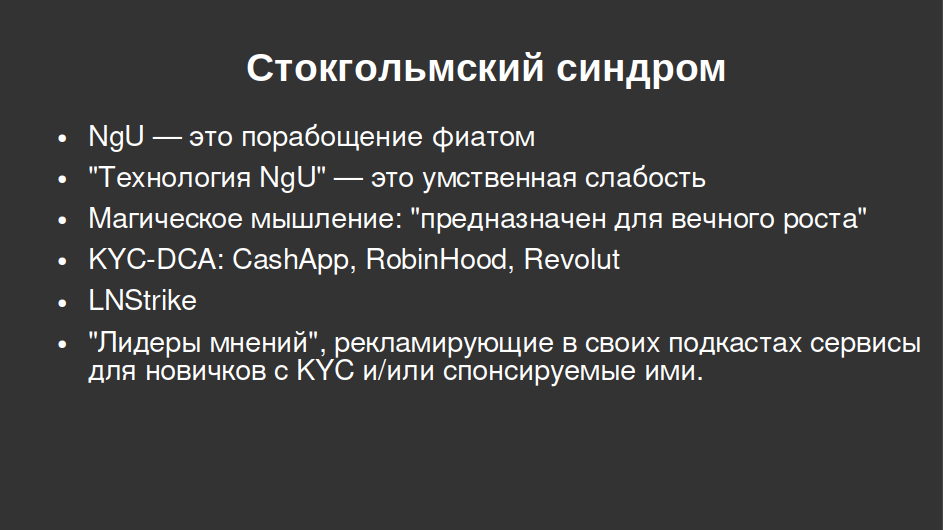 Стокгольмский синдром
• NgU — это порабощение фиатом
• "Технология NgU" — это умственная слабость
• Магическое мышление: "предназначен для вечного роста"
• KYC-DCA: CashApp, RobinHood, Revolut
• LNStrike
• "Лидеры мнений", рекламирующие в своих подкастах сервисы
для новичков с KYC и/или спонсируемые ими.